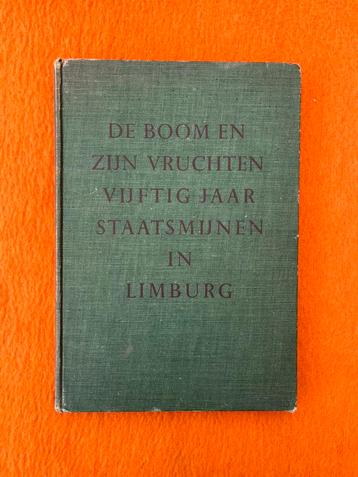 DE BOOM EN
ZIJN VRUCHTEN
VIJFTIG JAAR
STAATSMIJNEN
IN
LIMBURG